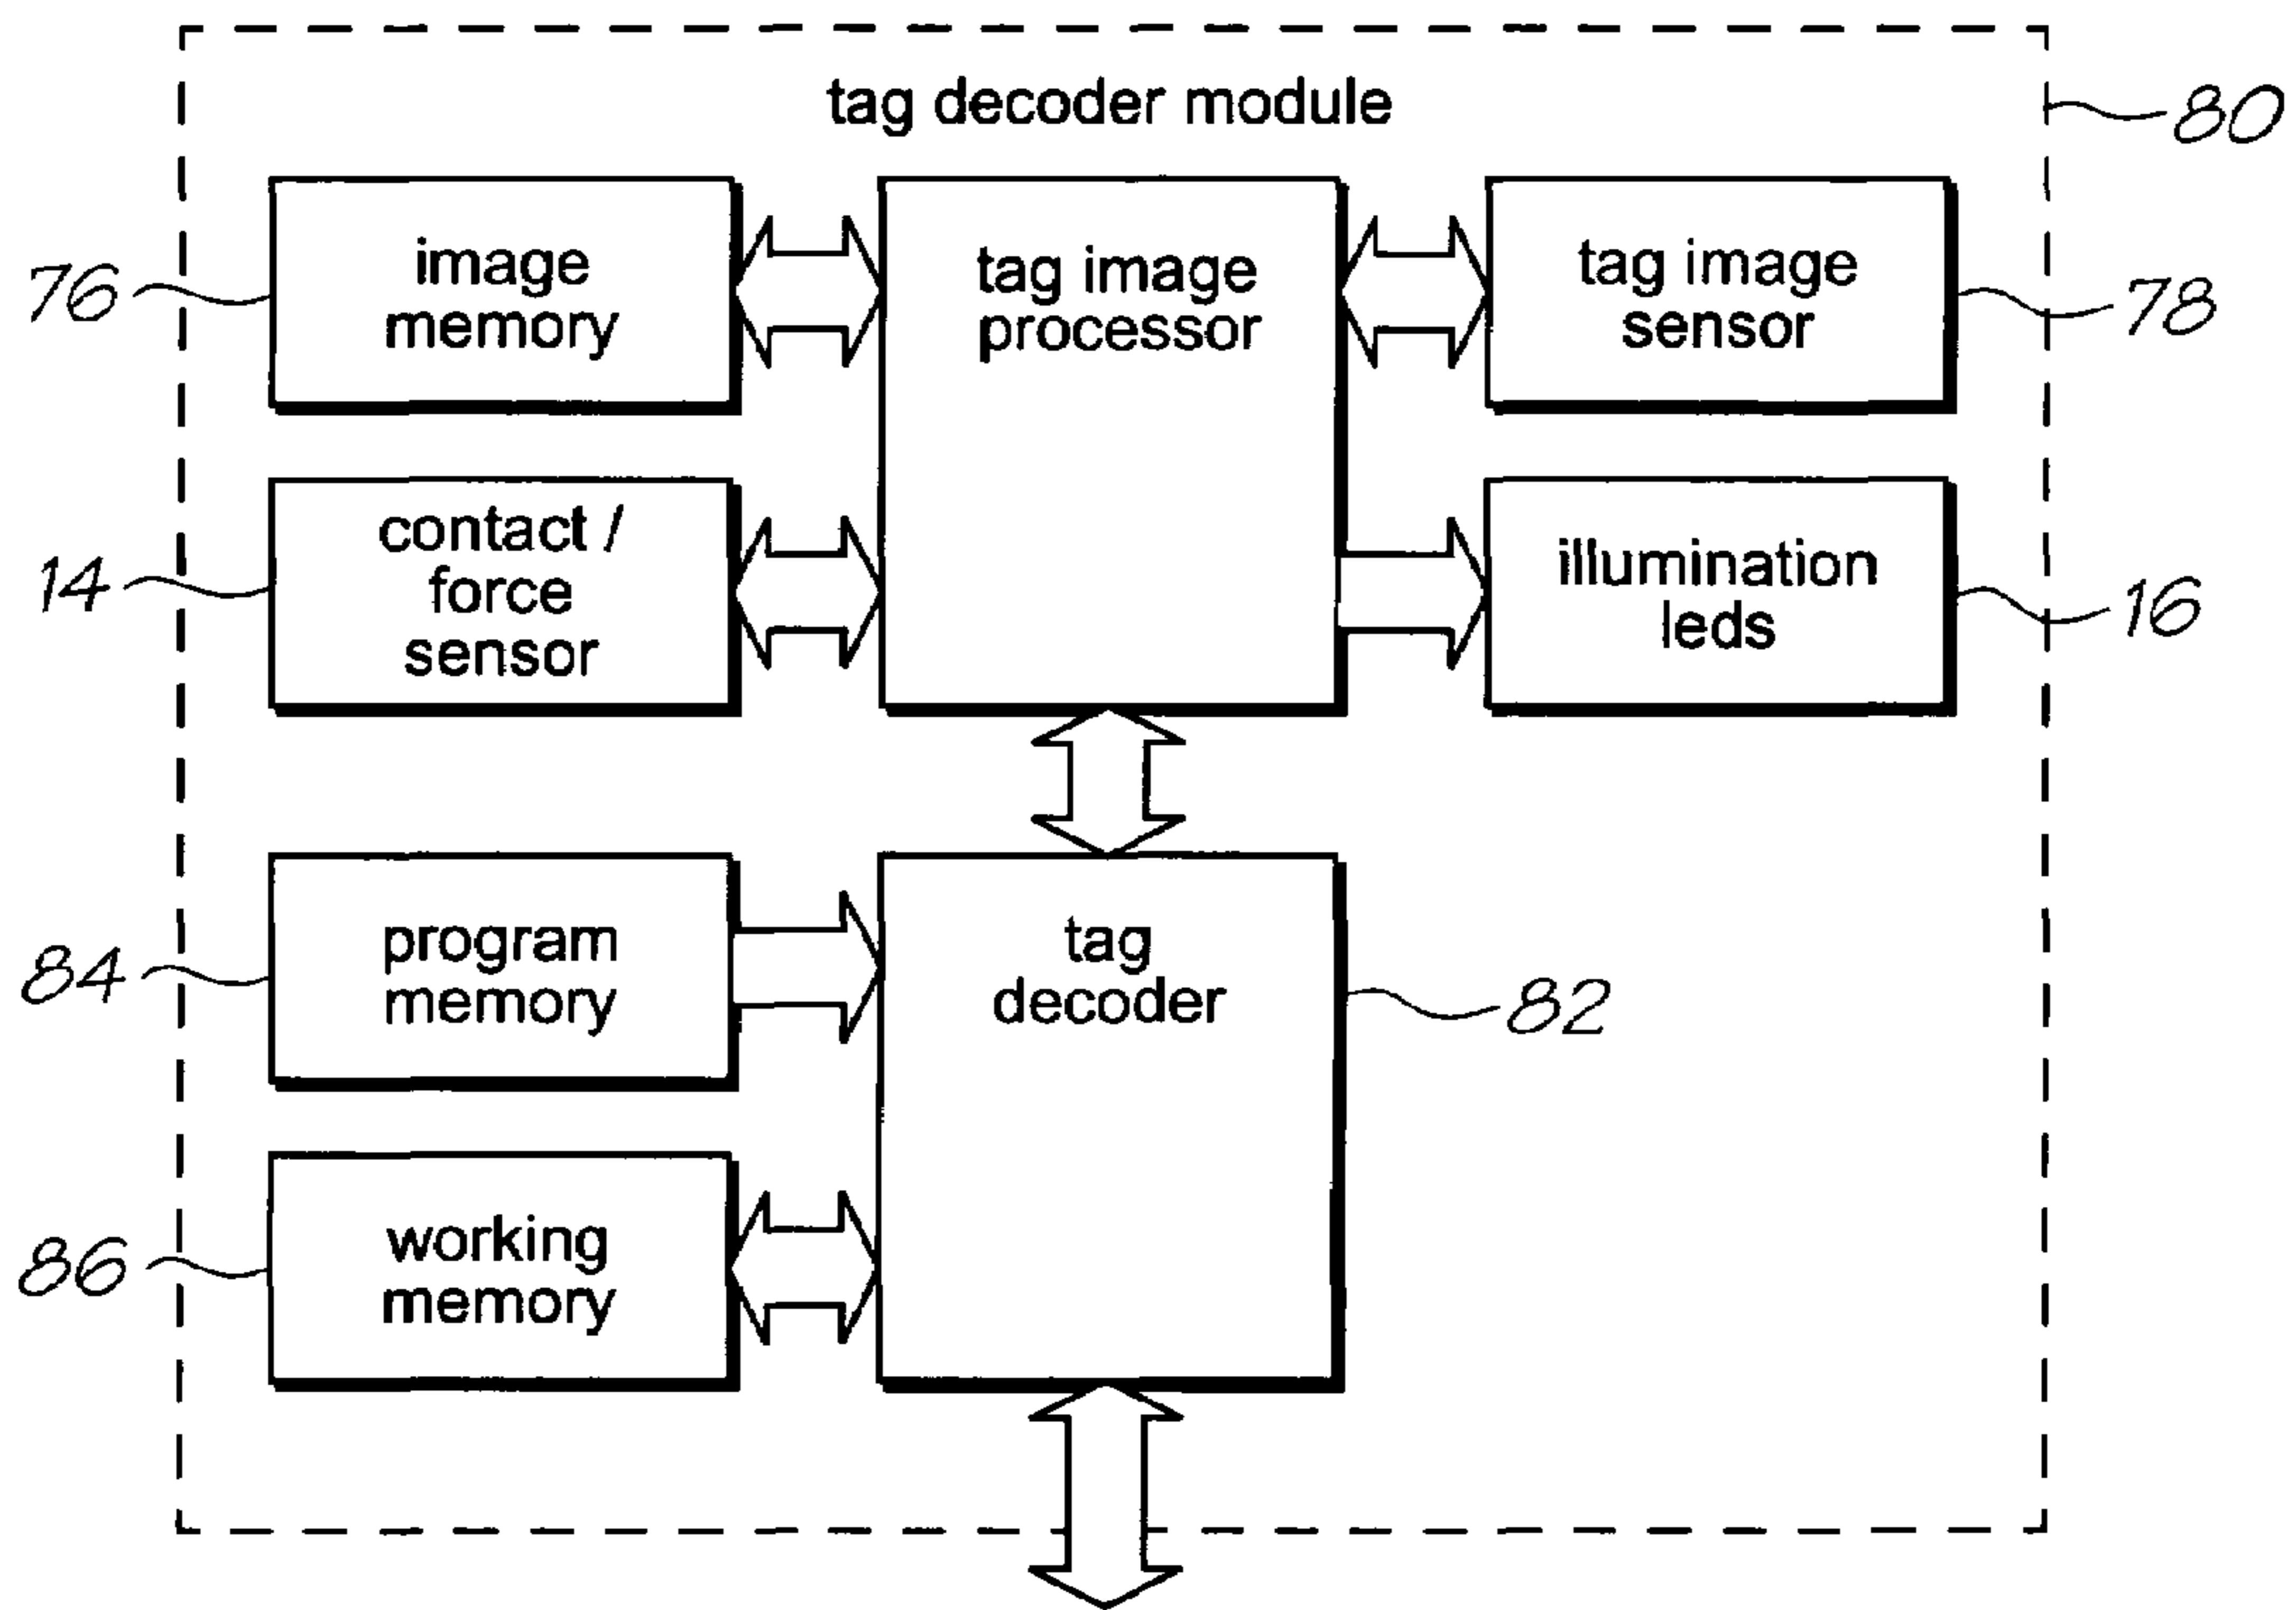 tag decoder module
80
image
memory
76
tag image
processor
tag image
sensor
78
contact /
force
sensor
14
illumination
leds
16
program
memory
84
tag
decoder
82
working
memory
86